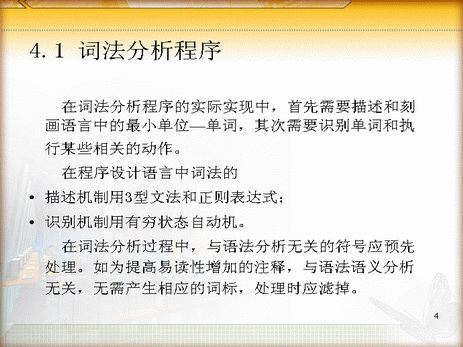 4.1 词法分析程序
在词法分析程序的实际实现中，首先需要描述和刻
画语言中的最小单位—单词，其次需要识别单词和执
行某些相关的动作。
在程序设计语言中词法的
• 描述机制用3型文法和正则表达式；
• 识别机制用有穷状态自动机。
在词法分析过程中，与语法分析无关的符号应预先
处理。如为提高易读性增加的注释，与语法语义分析
无关，无需产生相应的词标，处理时应滤掉。
4